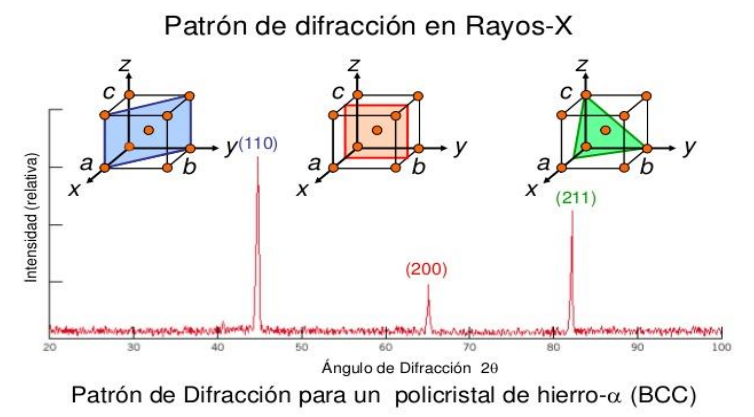 Patrón de difracción en Rayos-X
z
c
a
b
x
y
(110)
z
c
a
b
x
y
z
c
a
b
x
y
(200)
(211)
Intensidad (relativa)
20 30 40 50 60 70 80 90 100
Ángulo de Difracción 2θ
Patrón de Difracción para un policristal de hierro-α (BCC)